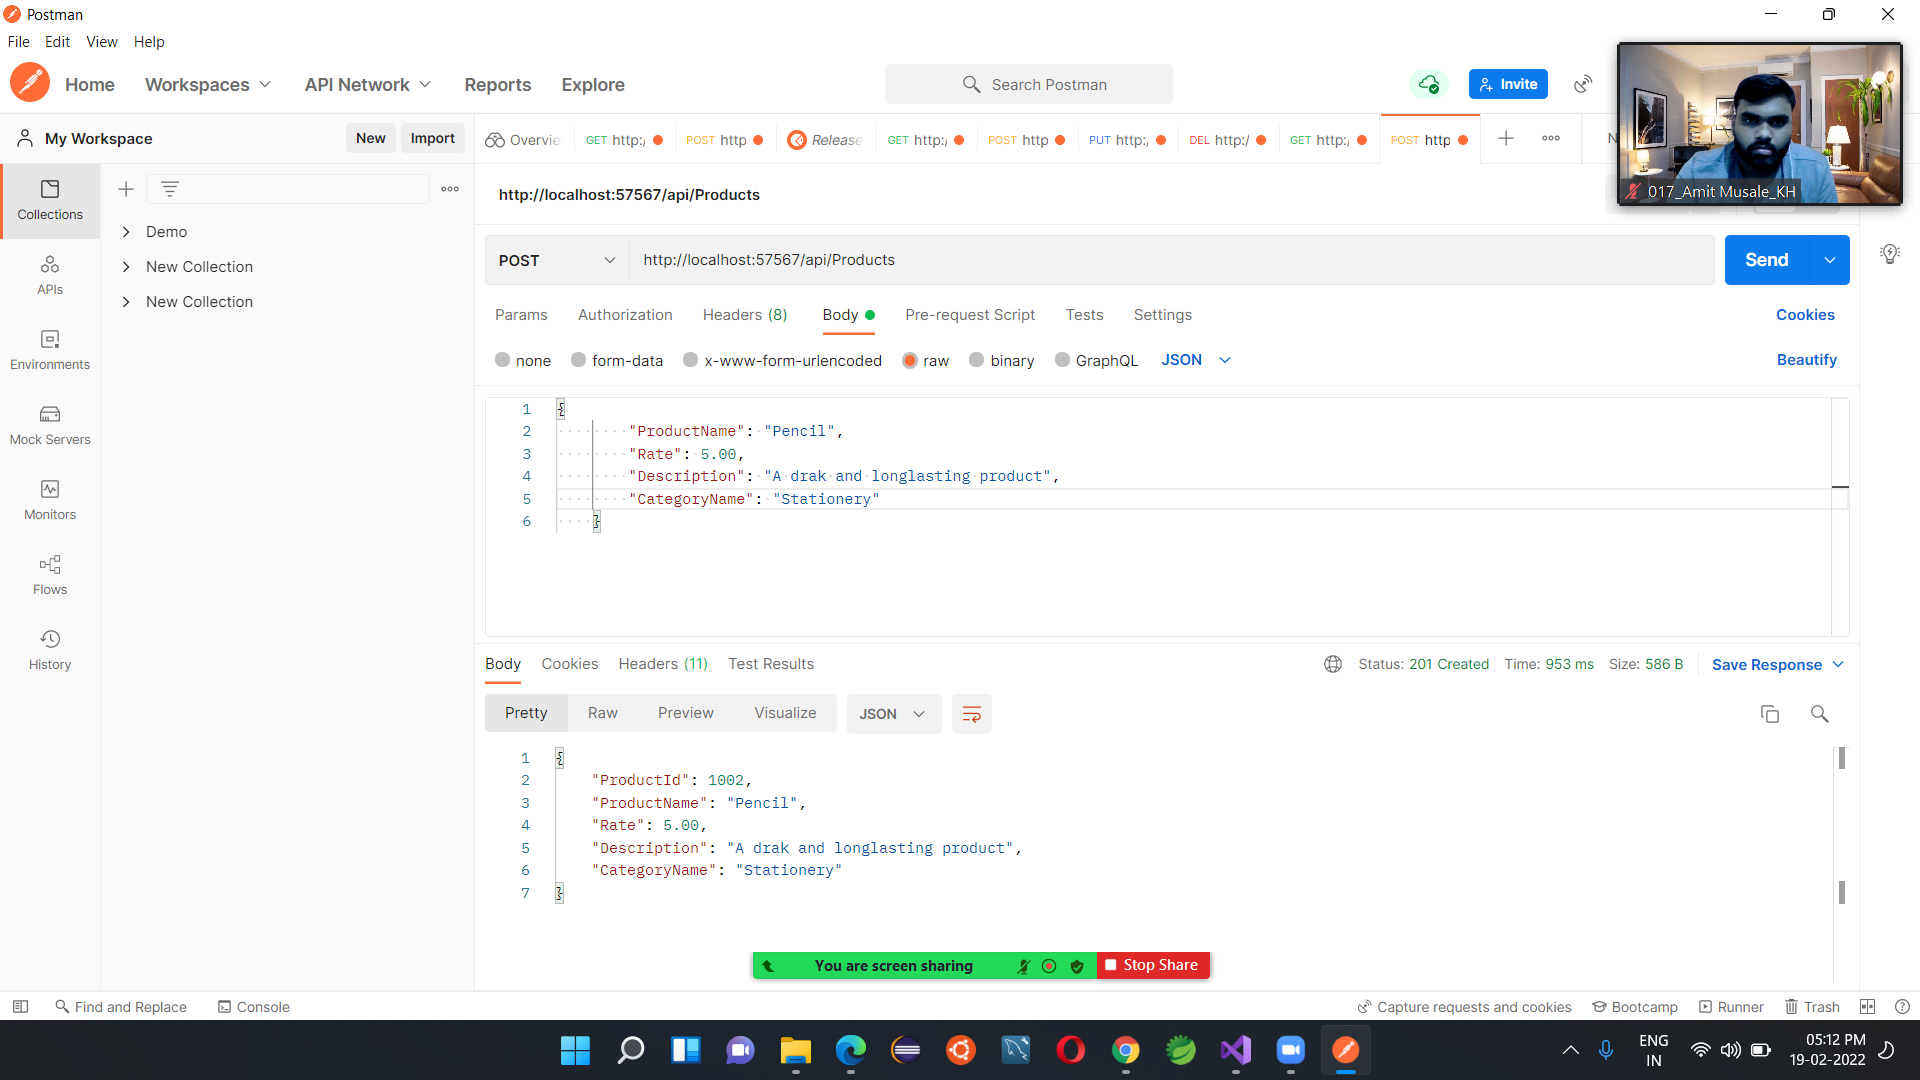 Postman
File Edit View Help
Home Workspaces API Network Reports Explore Search Postman Invite
My Workspace New Import Overvie GET http:/ POST http Release GET http:/ POST http PUT http:, DEL http:/ GET http:, POST http N
017_Amit Musale_KH
http://localhost:57567/api/Products
POST http://localhost:57567/api/Products Send
Params Authorization Headers (8) Body Pre-request Script Tests Settings Cookies
none form-data x-www-form-urlencoded raw binary GraphQL JSON Beautify
Collections
APIs
Environments
Mock Servers
Monitors
Flows
History
Demo
New Collection
New Collection
1 {
2 "ProductName": "Pencil",
3 "Rate": 5.00,
4 "Description": "A drak and longlasting product",
5 "CategoryName": "Stationery"
6 }
Body Cookies Headers (11) Test Results Status: 201 Created Time: 953 ms Size: 586 B Save Response
Pretty Raw Preview Visualize JSON
1 {
2 "ProductId": 1002,
3 "ProductName": "Pencil",
4 "Rate": 5.00,
5 "Description": "A drak and longlasting product",
6 "CategoryName": "Stationery"
7 }
You are screen sharing Stop Share
Find and Replace Console Capture requests and cookies Bootcamp Runner Trash
ENG
IN
05:12 PM
19-02-2022